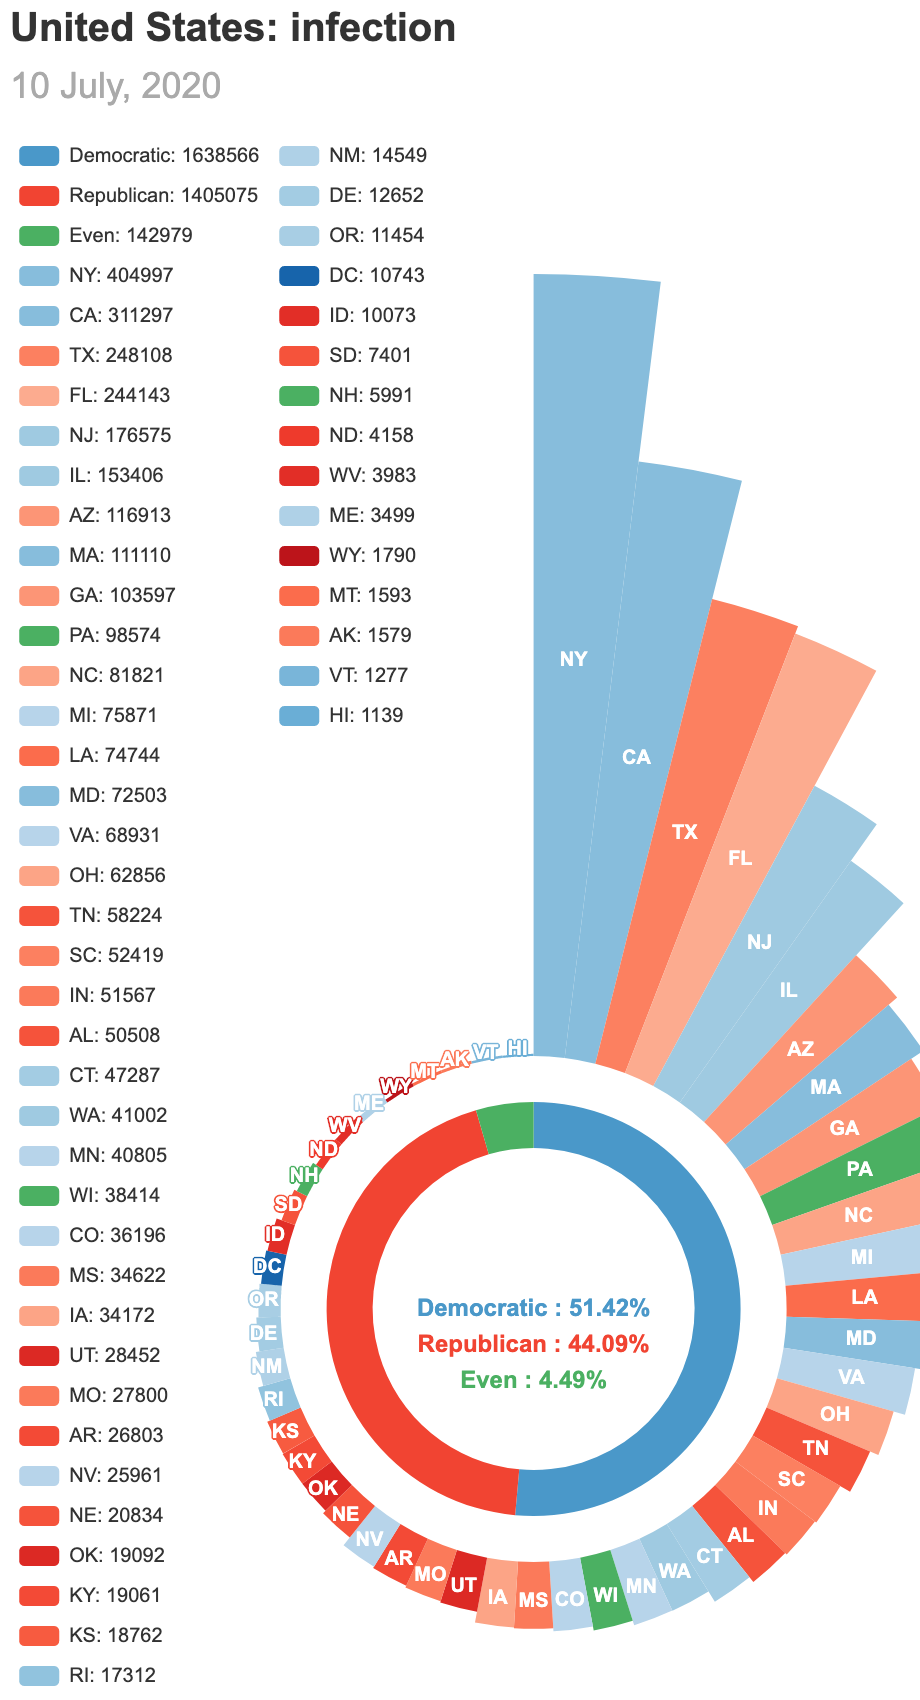 United States: infection
10 July, 2020
Democratic: 1638566
Republican: 1405075
Even: 142979
NY: 404997
CA: 311297
TX: 248108
FL: 244143
NJ: 176575
IL: 153406
AZ: 116913
MA: 111110
GA: 103597
PA: 98574
NC: 81821
MI: 75871
LA: 74744
MD: 72503
VA: 68931
OH: 62856
TN: 58224
SC: 52419
IN: 51567
AL: 50508
CT: 47287
WA: 41002
MN: 40805
WI: 38414
CO: 36196
MS: 34622
IA: 34172
UT: 28452
MO: 27800
AR: 26803
NV: 25961
NE: 20834
OK: 19092
KY: 19061
KS: 18762
RI: 17312
NM: 14549
DE: 12652
OR: 11454
DC: 10743
ID: 10073
SD: 7401
NH: 5991
ND: 4158
WV: 3983
ME: 3499
WY: 1790
MT: 1593
AK: 1579
VT: 1277
HI: 1139
NY
CA
TX
FL
NJ
IL
AZ
MA
GA
PA
NC
MI
LA
MD
VA
OH
TN
SC
IN
AL
CT
WA
MN
WI
CO
MS
IA
UT
MO
AR
NV
NE
OK
KY
KS
RI
NM
DE
OR
DC
ID
SD
NH
ND
WV
ME
WY
MT
AK
VT
HI
Democratic : 51.42%
Republican : 44.09%
Even : 4.49%